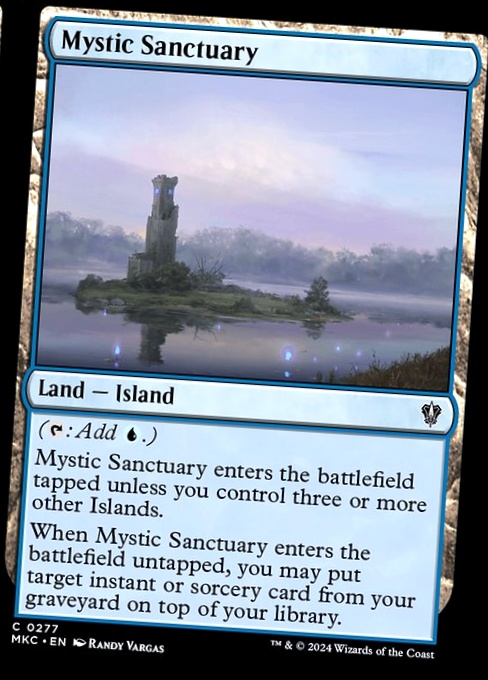 Mystic Sanctuary
Land — Island
(: Add .)
Mystic Sanctuary enters the battlefield
tapped unless you control three or more
other Islands.
When Mystic Sanctuary enters the
battlefield untapped, you may put
target instant or sorcery card from your
graveyard on top of your library.
C 0277
MKC • EN RANDY VARGAS
™ & © 2024 Wizards of the Coast